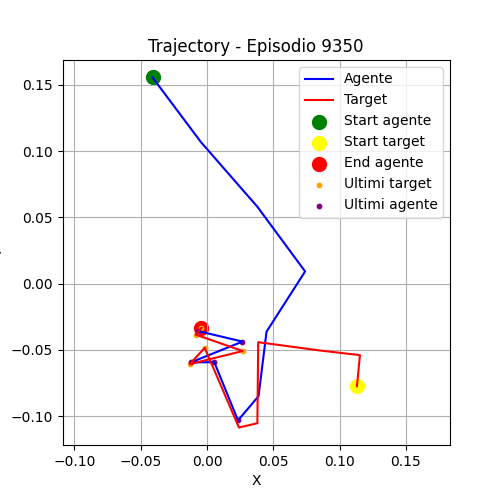 Trajectory - Episodio 9350
Agente
Target
Start agente
Start target
End agente
Ultimi target
Ultimi agente
0.15
0.10
0.05
0.00
−0.05
−0.10
−0.10
−0.05
0.00
0.05
0.10
0.15
X